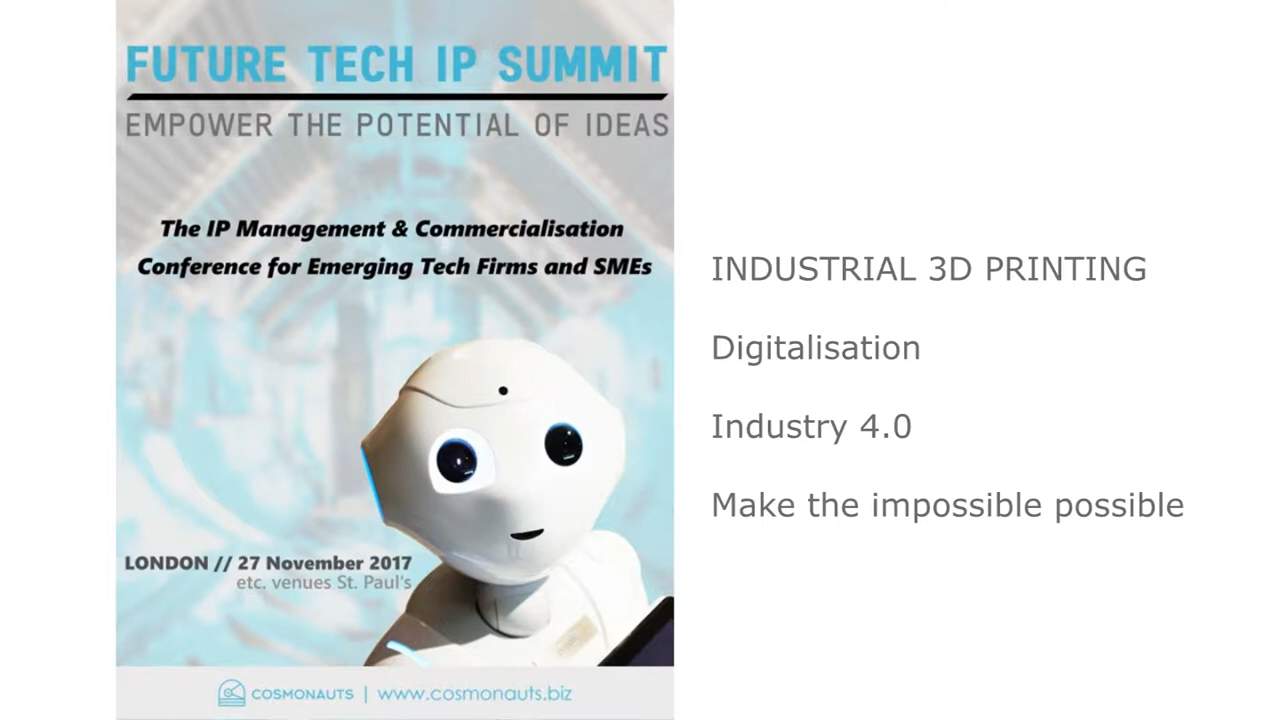 FUTURE TECH IP SUMMIT
EMPOWER THE POTENTIAL OF IDEAS
The IP Management & Commercialisation
Conference for Emerging Tech Firms and SMEs
LONDON // 27 November 2017
etc. venues St. Paul's
COSMONAUTS | www.cosmonauts.biz
INDUSTRIAL 3D PRINTING
Digitalisation
Industry 4.0
Make the impossible possible